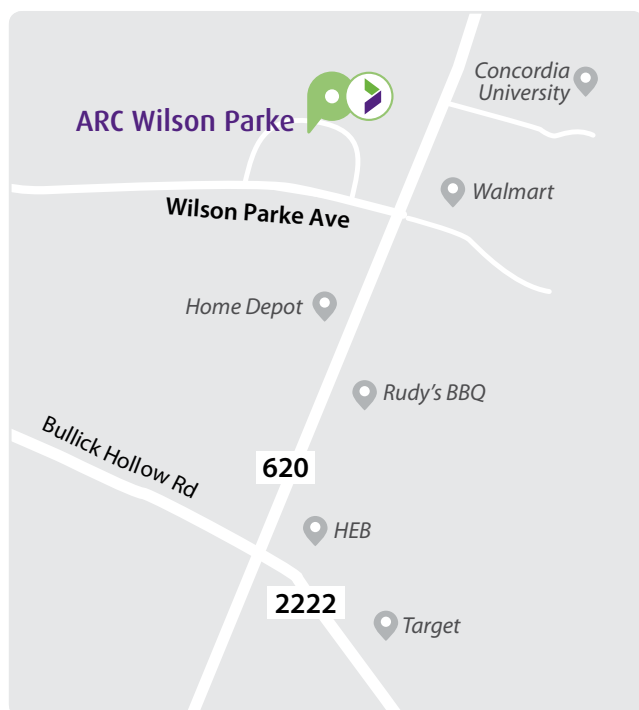 Concordia
University
ARC Wilson Parke
Walmart
Wilson Parke Ave
Home Depot
Rudy's BBQ
Bullick Hollow Rd
620
HEB
2222
Target